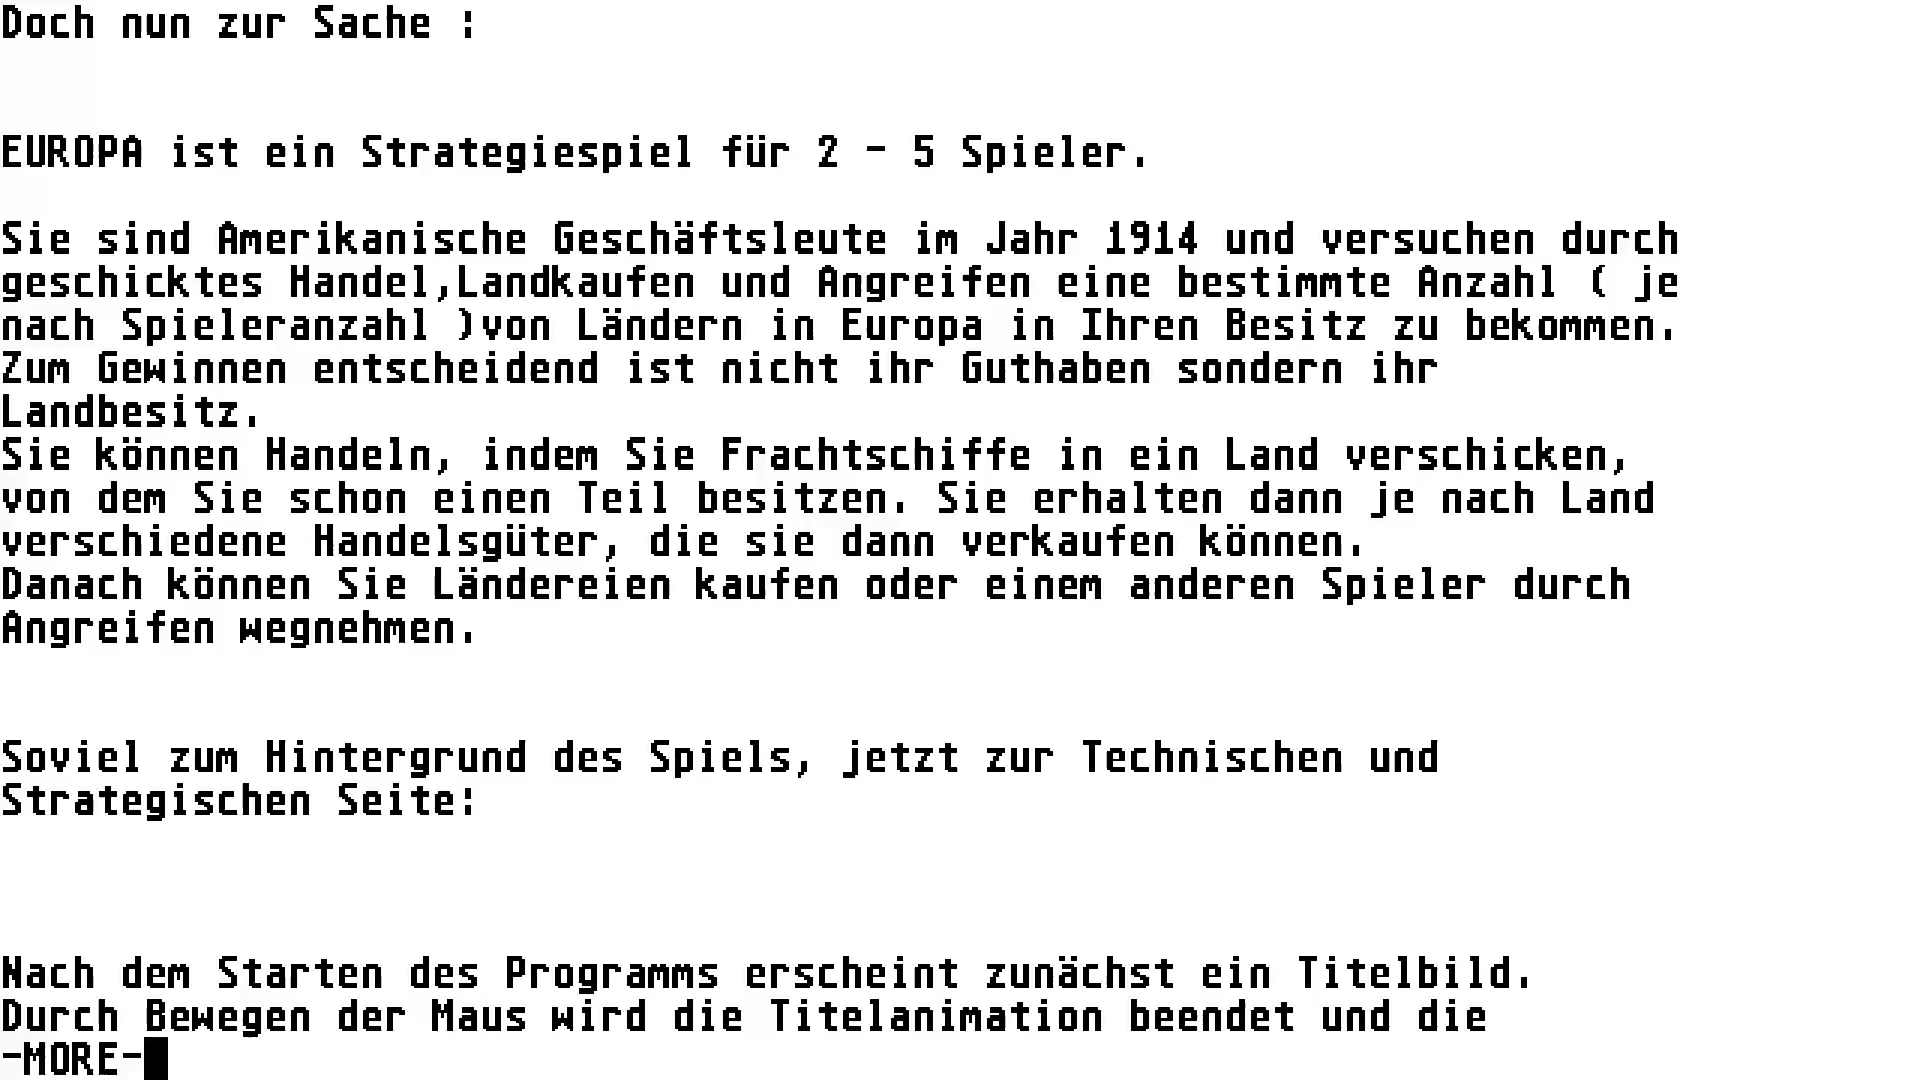 Doch nun zur Sache :
EUROPA ist ein Strategiespiel für 2 - 5 Spieler.
Sie sind Amerikanische Geschäftsleute im Jahr 1914 und versuchen durch
geschicktes Handel,Landkaufen und Angreifen eine bestimmte Anzahl ( je
nach Spieleranzahl )von Ländern in Europa in Ihren Besitz zu bekommen.
Zum Gewinnen entscheidend ist nicht ihr Guthaben sondern ihr
Landbesitz.
Sie können Handeln, indem Sie Frachtschiffe in ein Land verschicken,
von dem Sie schon einen Teil besitzen. Sie erhalten dann je nach Land
verschiedene Handelsgüter, die sie dann verkaufen können.
Danach können Sie Ländereien kaufen oder einem anderen Spieler durch
Angreifen wegnehmen.
Soviel zum Hintergrund des Spiels, jetzt zur Technischen und
Strategischen Seite:
Nach dem Starten des Programms erscheint zunächst ein Titelbild.
Durch Bewegen der Maus wird die Titelanimation beendet und die
-MORE-